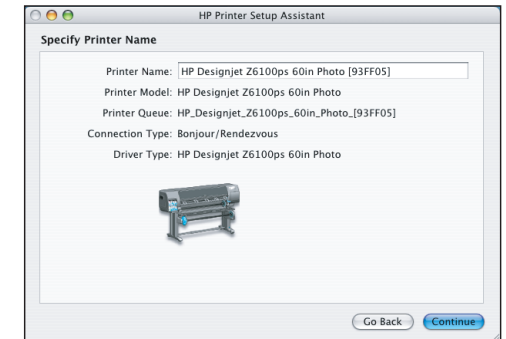 HP Printer Setup Assistant
Specify Printer Name
Printer Name: HP Designjet Z6100ps 60in Photo [93FF05]
Printer Model: HP Designjet Z6100ps 60in Photo
Printer Queue: HP_Designjet_Z6100ps_60in_Photo_[93FF05]
Connection Type: Bonjour/Rendezvous
Driver Type: HP Designjet Z6100ps 60in Photo
Go Back Continue